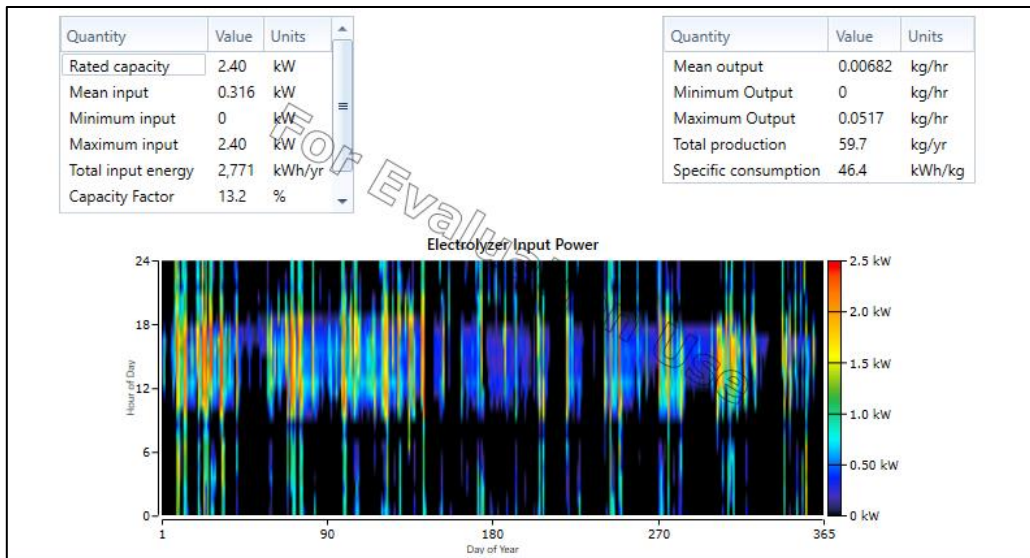 Quantity Value Units
Rated capacity 2.40 kW
Mean input 0.316 kW
Minimum input 0 kW
Maximum input 2.40 kW
Total input energy 2,771 kWh/yr
Capacity Factor 13.2 %
Quantity Value Units
Mean output 0.00682 kg/hr
Minimum Output 0 kg/hr
Maximum Output 0.0517 kg/hr
Total production 59.7 kg/yr
Specific consumption 46.4 kWh/kg
Electrolyzer Input Power
24
18
12
6
0
Hour of Day
1 90 180 270 365
Day of Year
2.5 kW
2.0 kW
1.5 kW
1.0 kW
0.50 kW
0 kW
For Evaluation Use